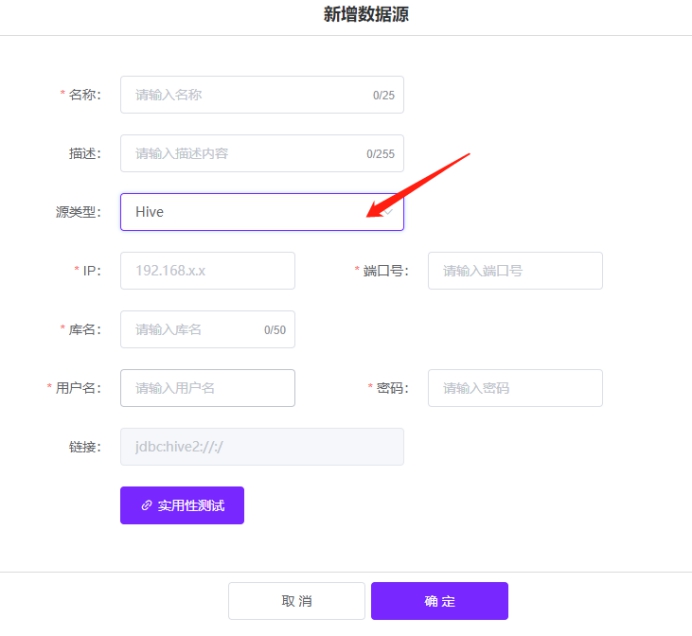 新增数据源
* 名称： 请输入名称 0/25
描述： 请输入描述内容 0/255
源类型： Hive
* IP： 192.168.x.x * 端口号： 请输入端口号
* 库名： 请输入库名 0/50
* 用户名： 请输入用户名 * 密码： 请输入密码
链接： jdbc:hive2://:/
实用性测试
取 消 确 定